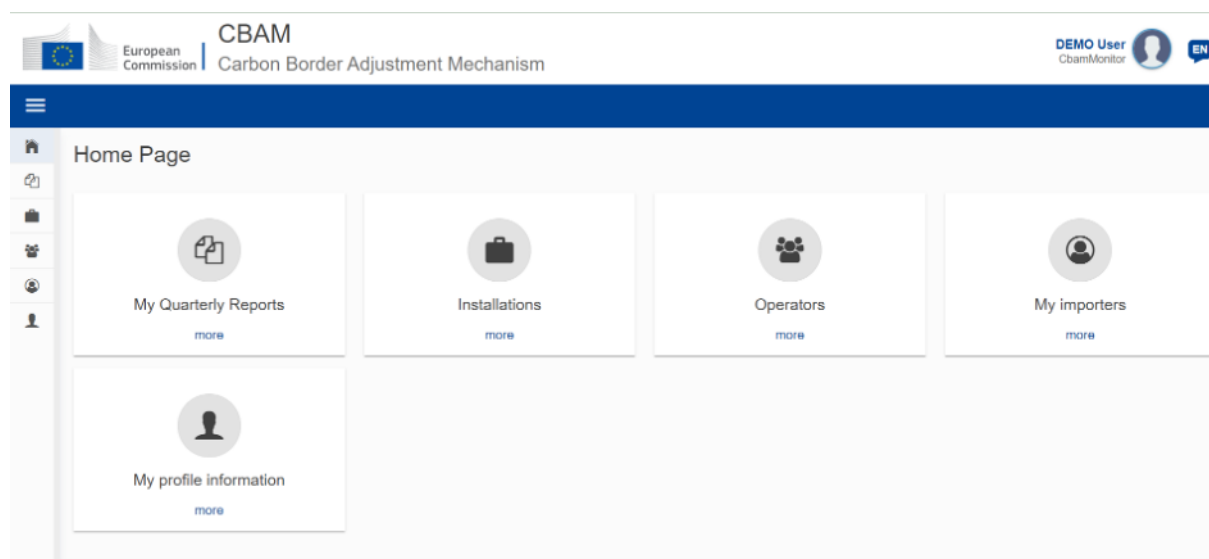 European
Commission
CBAM
Carbon Border Adjustment Mechanism
DEMO User
CbamMonitor
EN
Home Page
My Quarterly Reports
more
Installations
more
Operators
more
My importers
more
My profile information
more